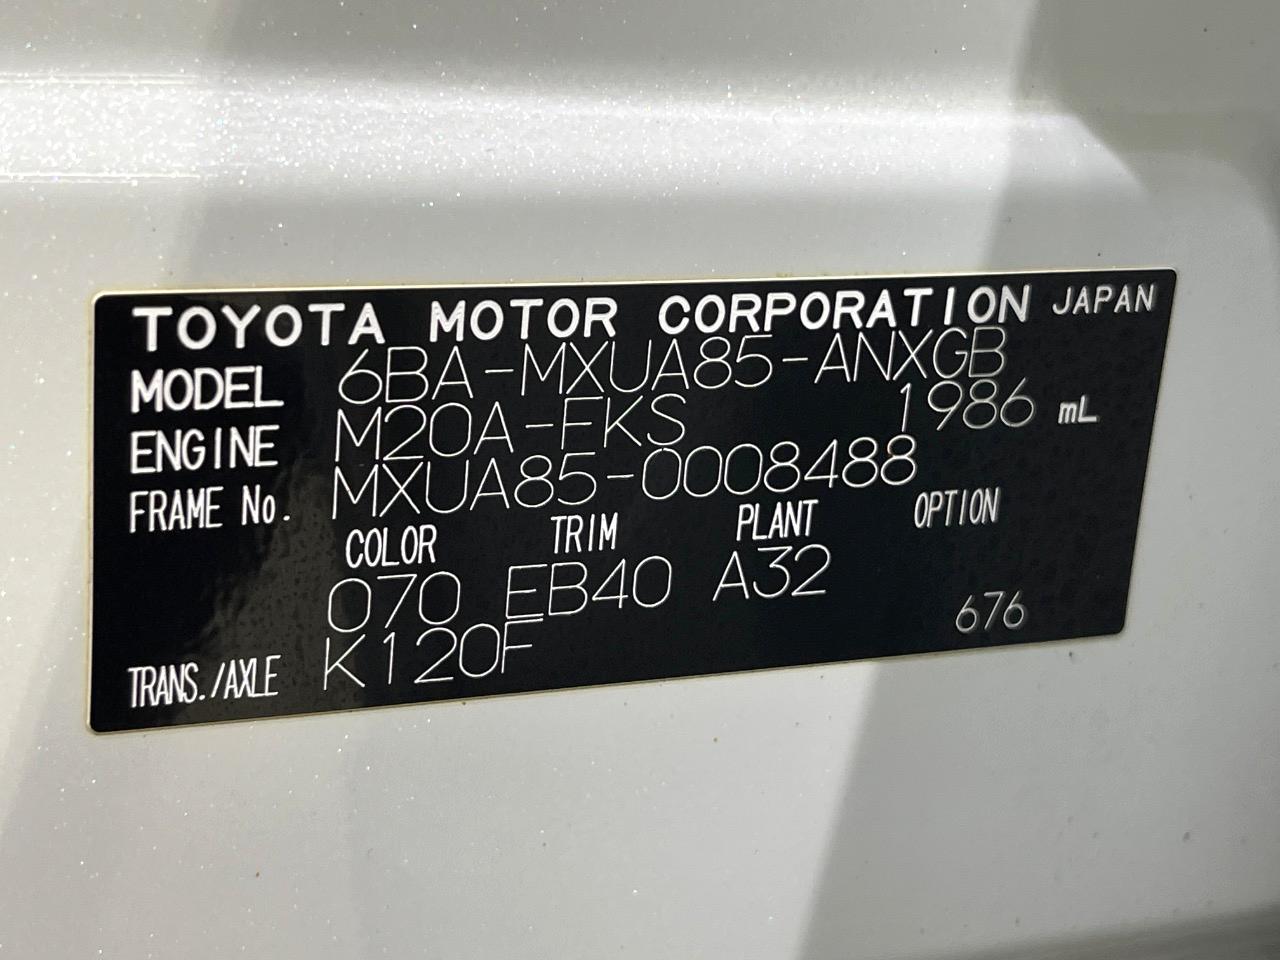 TOYOTA MOTOR CORPORATION JAPAN
MODEL 6BA-MXUA85-ANXGB
ENGINE M20A-FKS 1986 mL
FRAME No. MXUA85-0008488
COLOR TRIM PLANT OPTION
070 EB40 A32
TRANS./AXLE K120F 676